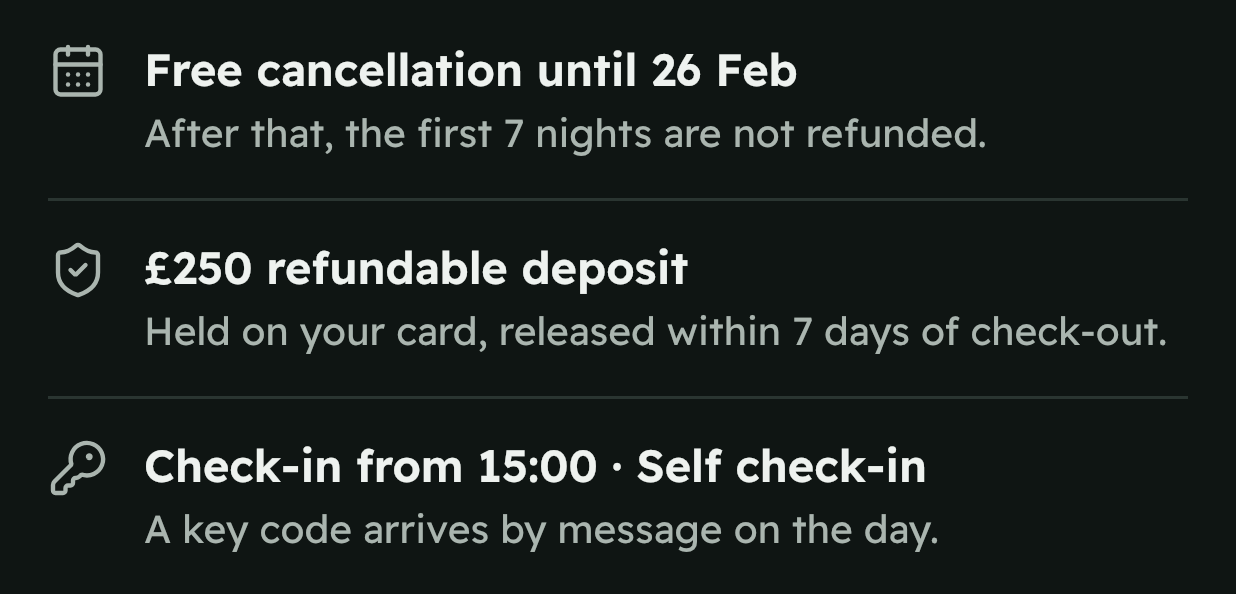 Free cancellation until 26 Feb
After that, the first 7 nights are not refunded.
£250 refundable deposit
Held on your card, released within 7 days of check-out.
Check-in from 15:00 · Self check-in
A key code arrives by message on the day.